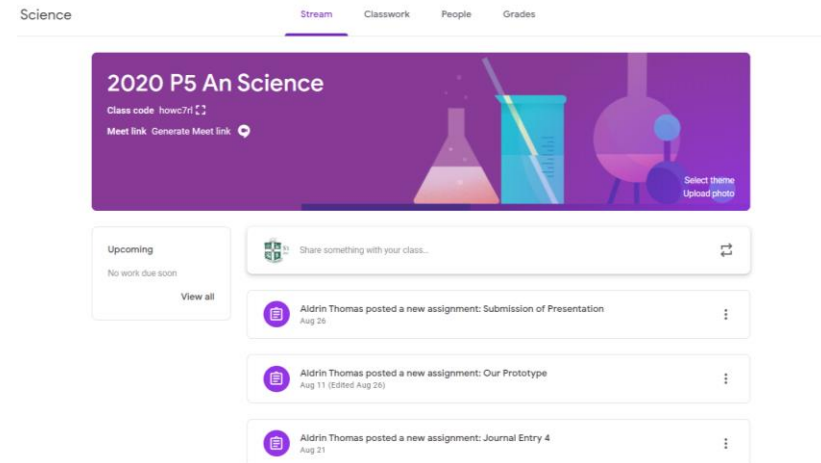 Science
Stream Classwork People Grades
2020 P5 An Science
Class code howc7rl
Meet link Generate Meet link
Select theme
Upload photo
Upcoming
No work due soon
View all
Share something with your class...
Aldrin Thomas posted a new assignment: Submission of Presentation
Aug 26
Aldrin Thomas posted a new assignment: Our Prototype
Aug 11 (Edited Aug 26)
Aldrin Thomas posted a new assignment: Journal Entry 4
Aug 21